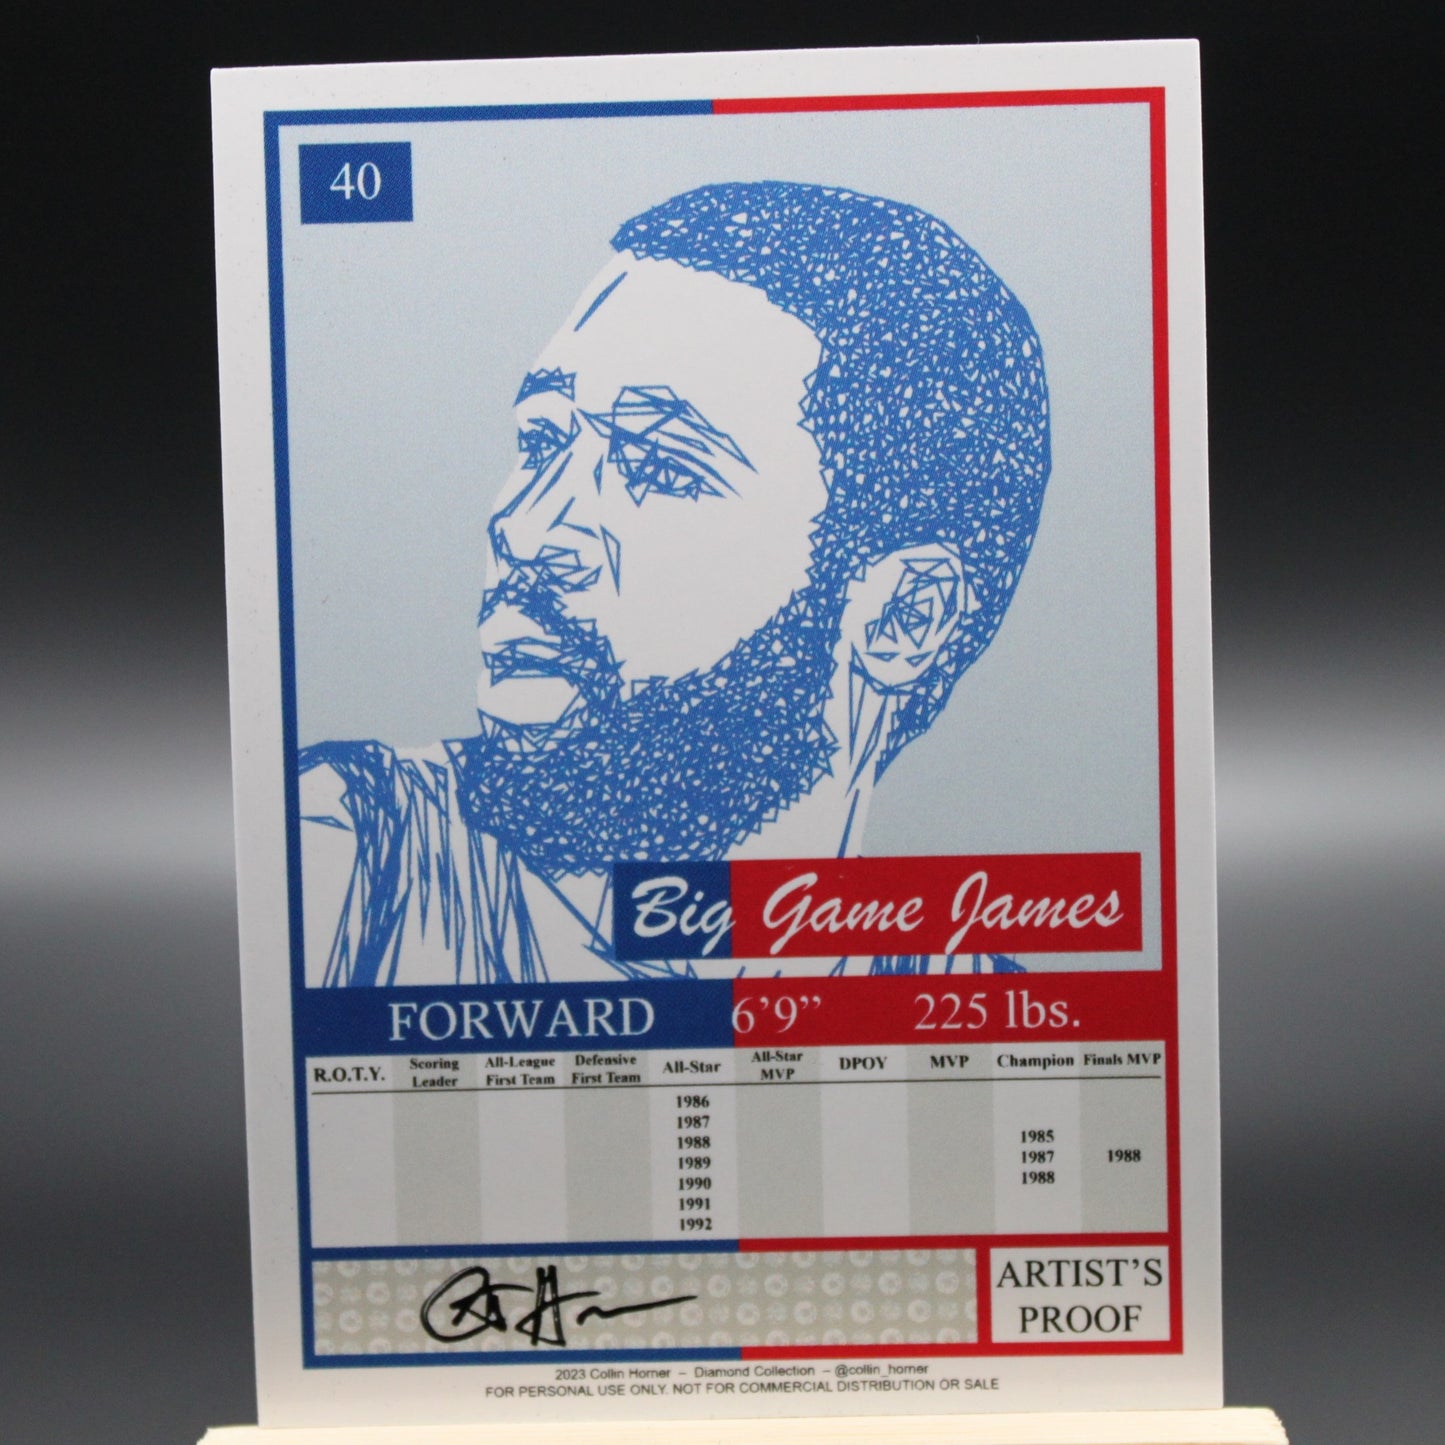 40
Big Game James
FORWARD 6’9” 225 lbs.
R.O.T.Y. Scoring Leader All-League First Team Defensive First Team All-Star All-Star MVP DPOY MVP Champion Finals MVP
1986
1987
1988
1989
1990
1991
1992
1985
1987
1988
1988
ARTIST’S
PROOF
2023 Collin Horner – Diamond Collection – @collin_horner
FOR PERSONAL USE ONLY. NOT FOR COMMERCIAL DISTRIBUTION OR SALE